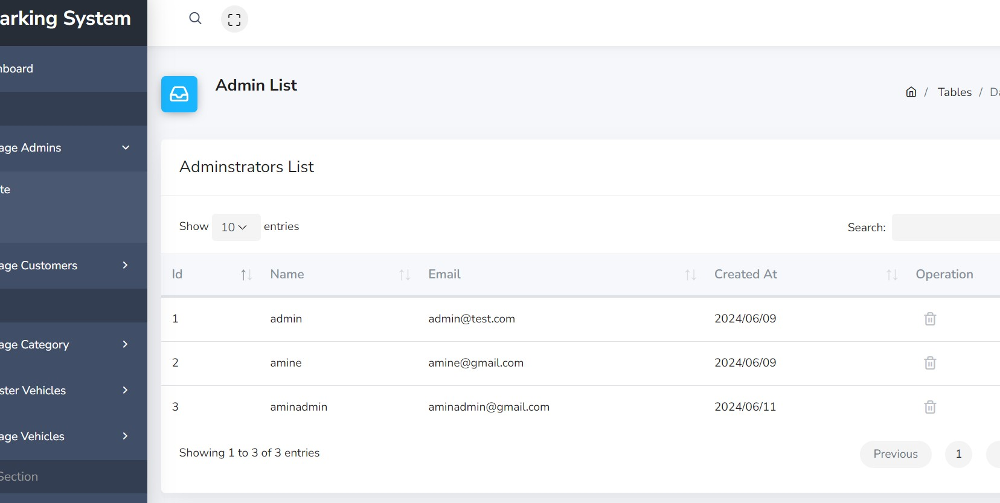 arking System
board
age Admins
te
age Customers
age Category
ster Vehicles
age Vehicles
Section
Admin List
/ Tables / Da
Adminstrators List
Show 10 entries
Search:
Id Name Email Created At Operation
1 admin admin@test.com 2024/06/09
2 amine amine@gmail.com 2024/06/09
3 aminadmin aminadmin@gmail.com 2024/06/11
Showing 1 to 3 of 3 entries
Previous 1